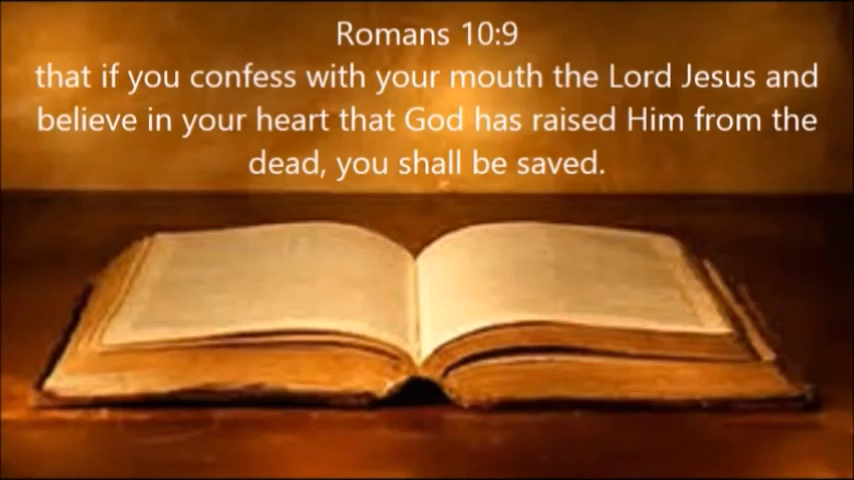 Romans 10:9
that if you confess with your mouth the Lord Jesus and
believe in your heart that God has raised Him from the
dead, you shall be saved.